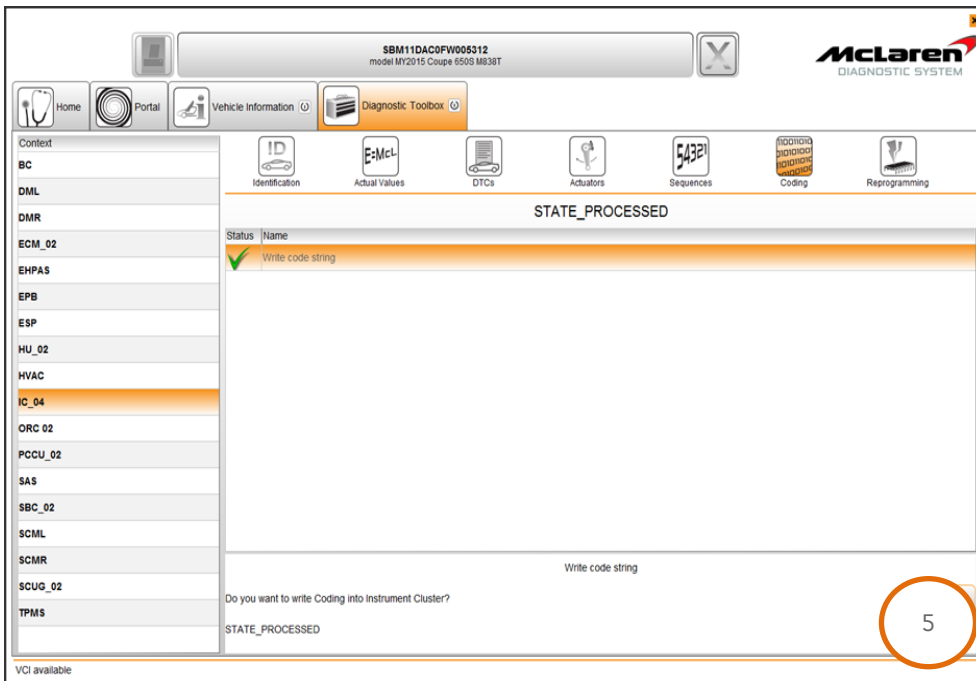 SBM11DAC0FW005312
model MY2015 Coupe 650S M838T
McLaren
DIAGNOSTIC SYSTEM
Home
Portal
Vehicle Information
Diagnostic Toolbox
Context
BC
DML
DMR
ECM_02
EHPAS
EPB
ESP
HU_02
HVAC
IC_04
ORC 02
PCCU_02
SAS
SBC_02
SCML
SCMR
SCUG_02
TPMS
ID
E=McL
54321
Identification Actual Values DTCs Actuators Sequences Coding Reprogramming
STATE_PROCESSED
Status Name
Write code string
Write code string
Do you want to write Coding into Instrument Cluster?
STATE_PROCESSED
5
VCI available